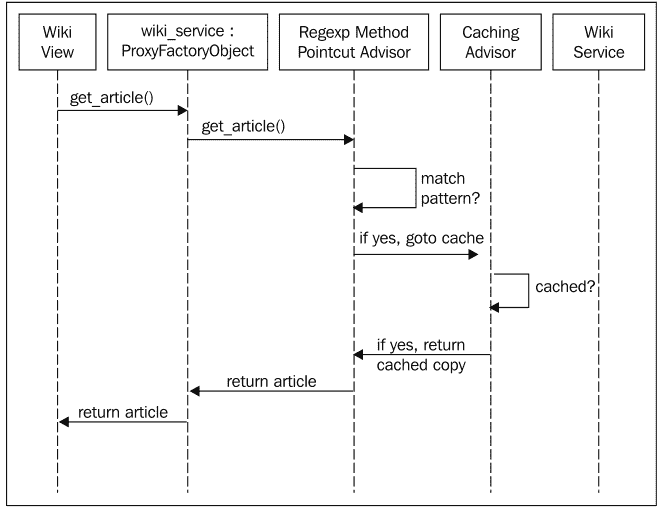 Wiki
View
wiki_service :
ProxyFactoryObject
Regexp Method
Pointcut Advisor
Caching
Advisor
Wiki
Service
get_article()
get_article()
match
pattern?
if yes, goto cache
cached?
if yes, return
cached copy
return article
return article